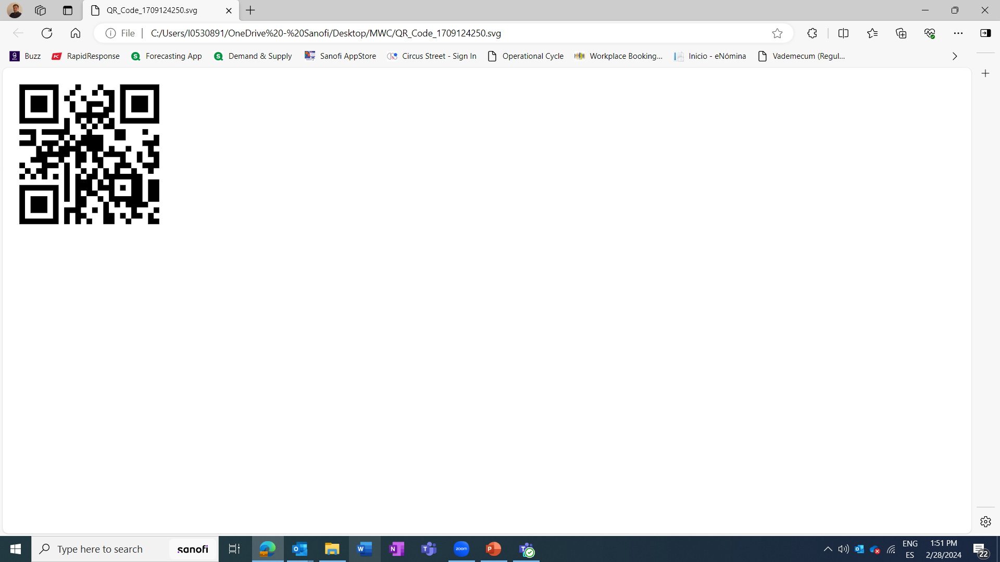 QR_Code_1709124250.svg
File
C:/Users/I0530891/OneDrive%20-%20Sanofi/Desktop/MWC/QR_Code_1709124250.svg
Buzz
RapidResponse
Forecasting App
Demand & Supply
Sanofi AppStore
Circus Street - Sign In
Operational Cycle
Workplace Booking...
Inicio - eNómina
Vademecum (Regul...
Type here to search
sanofi
zoom
ENG
ES
1:51 PM
2/28/2024
22